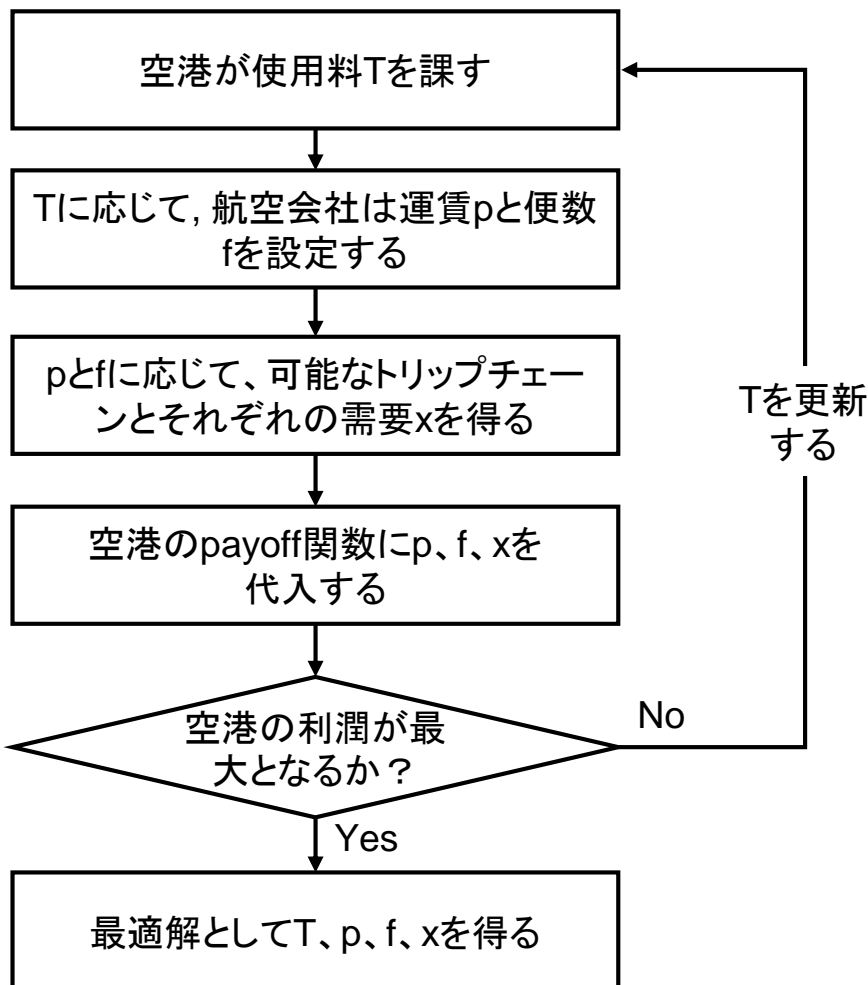 空港が使用料Tを課す
Tに応じて, 航空会社は運賃pと便数
fを設定する
pとfに応じて、可能なトリップチェー
ンとそれぞれの需要xを得る
Tを更新
する
空港のpayoff関数にp、f、xを
代入する
空港の利潤が最
大となるか？
No
Yes
最適解としてT、p、f、xを得る